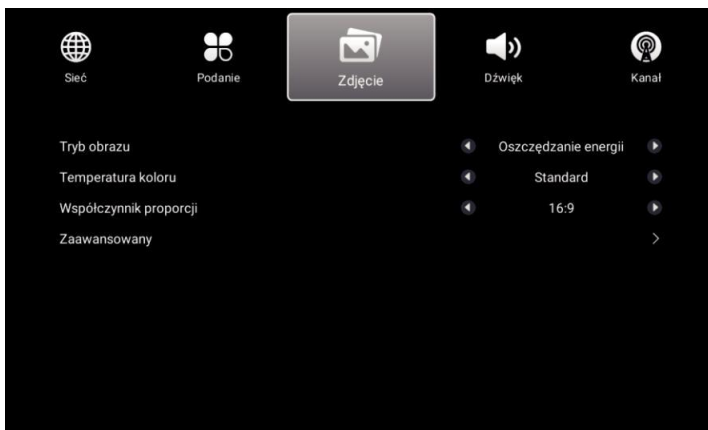 Sieć
Podanie
Zdjęcie
Dźwięk
Kanał
Tryb obrazu
Oszczędzanie energii
Temperatura koloru
Standard
Współczynnik proporcji
16:9
Zaawansowany